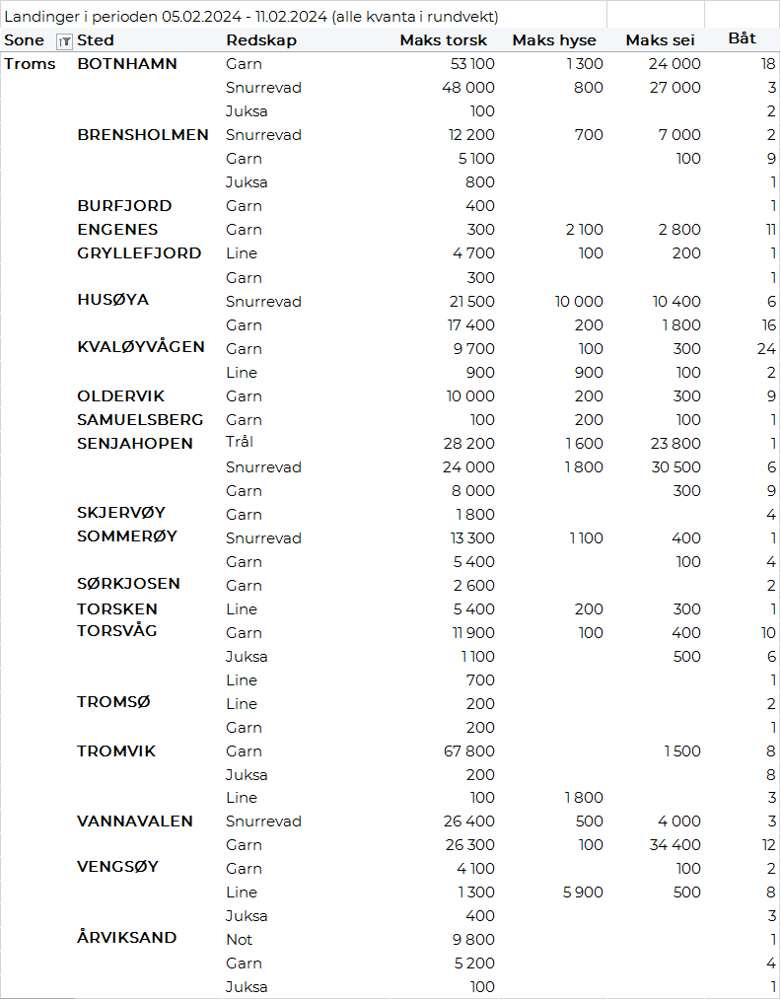 Landinger i perioden 05.02.2024 - 11.02.2024 (alle kvanta i rundvekt)
Sone Sted Redskap Maks torsk Maks hyse Maks sei Båt
Troms BOTNHAMN Garn 53 100 1 300 24 000 18
Snurrevad 48 000 800 27 000 3
Juksa 100 2
BRENSHOLMEN Snurrevad 12 200 700 7 000 2
Garn 5 100 100 9
Juksa 800 1
BURFJORD Garn 400 1
ENGENES Garn 300 2 100 2 800 11
GRYLLEFJORD Line 4 700 100 200 1
Garn 300 1
HUSØYA Snurrevad 21 500 10 000 10 400 6
Garn 17 400 200 1 800 16
KVALØYVÅGEN Garn 9 700 100 300 24
Line 900 900 100 2
OLDERVIK Garn 10 000 200 300 9
SAMUELSBERG Garn 100 200 100 1
SENJAHOPEN Trål 28 200 1 600 23 800 1
Snurrevad 24 000 1 800 30 500 6
Garn 8 000 300 9
SKJERVØY Garn 1 800 4
SOMMERØY Snurrevad 13 300 1 100 400 1
Garn 5 400 100 4
SØRKJOSEN Garn 2 600 2
TORSKEN Line 5 400 200 300 1
TORSVÅG Garn 11 900 100 400 10
Juksa 1 100 500 6
Line 700 1
TROMSØ Line 200 2
Garn 200 1
TROMVIK Garn 67 800 1 500 8
Juksa 200 8
Line 100 1 800 3
VANNAVALEN Snurrevad 26 400 500 4 000 3
Garn 26 300 100 34 400 12
VENGSØY Garn 4 100 100 2
Line 1 300 5 900 500 8
Juksa 400 3
ÅRVIKSAND Not 9 800 1
Garn 5 200 4
Juksa 100 1